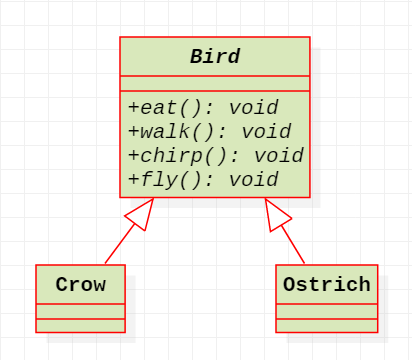 Bird
+eat(): void
+walk(): void
+chirp(): void
+fly(): void
Crow
Ostrich